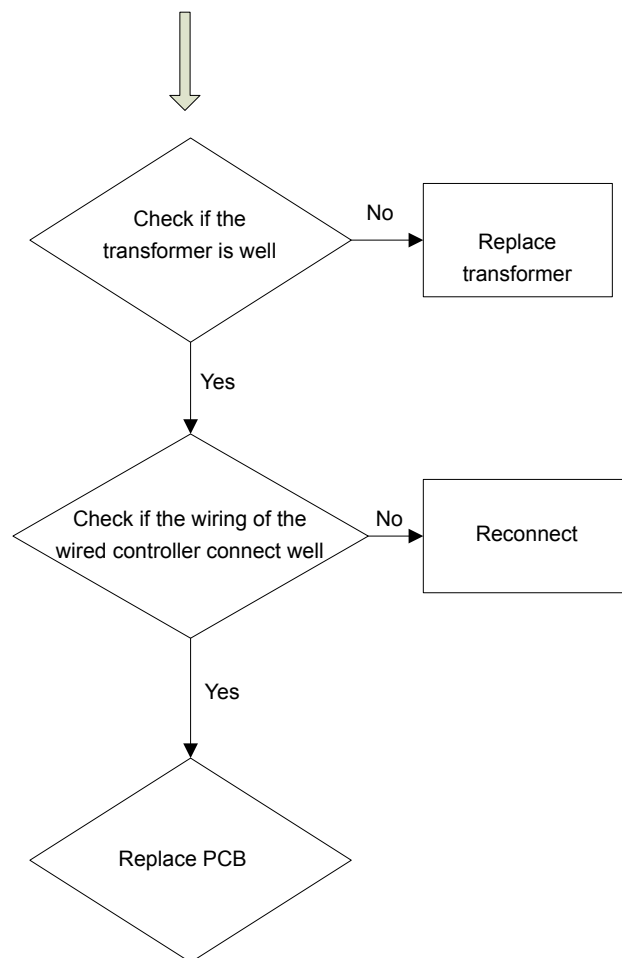 Check if the
transformer is well
No
Replace
transformer
Yes
Check if the wiring of the
wired controller connect well
No
Reconnect
Yes
Replace PCB